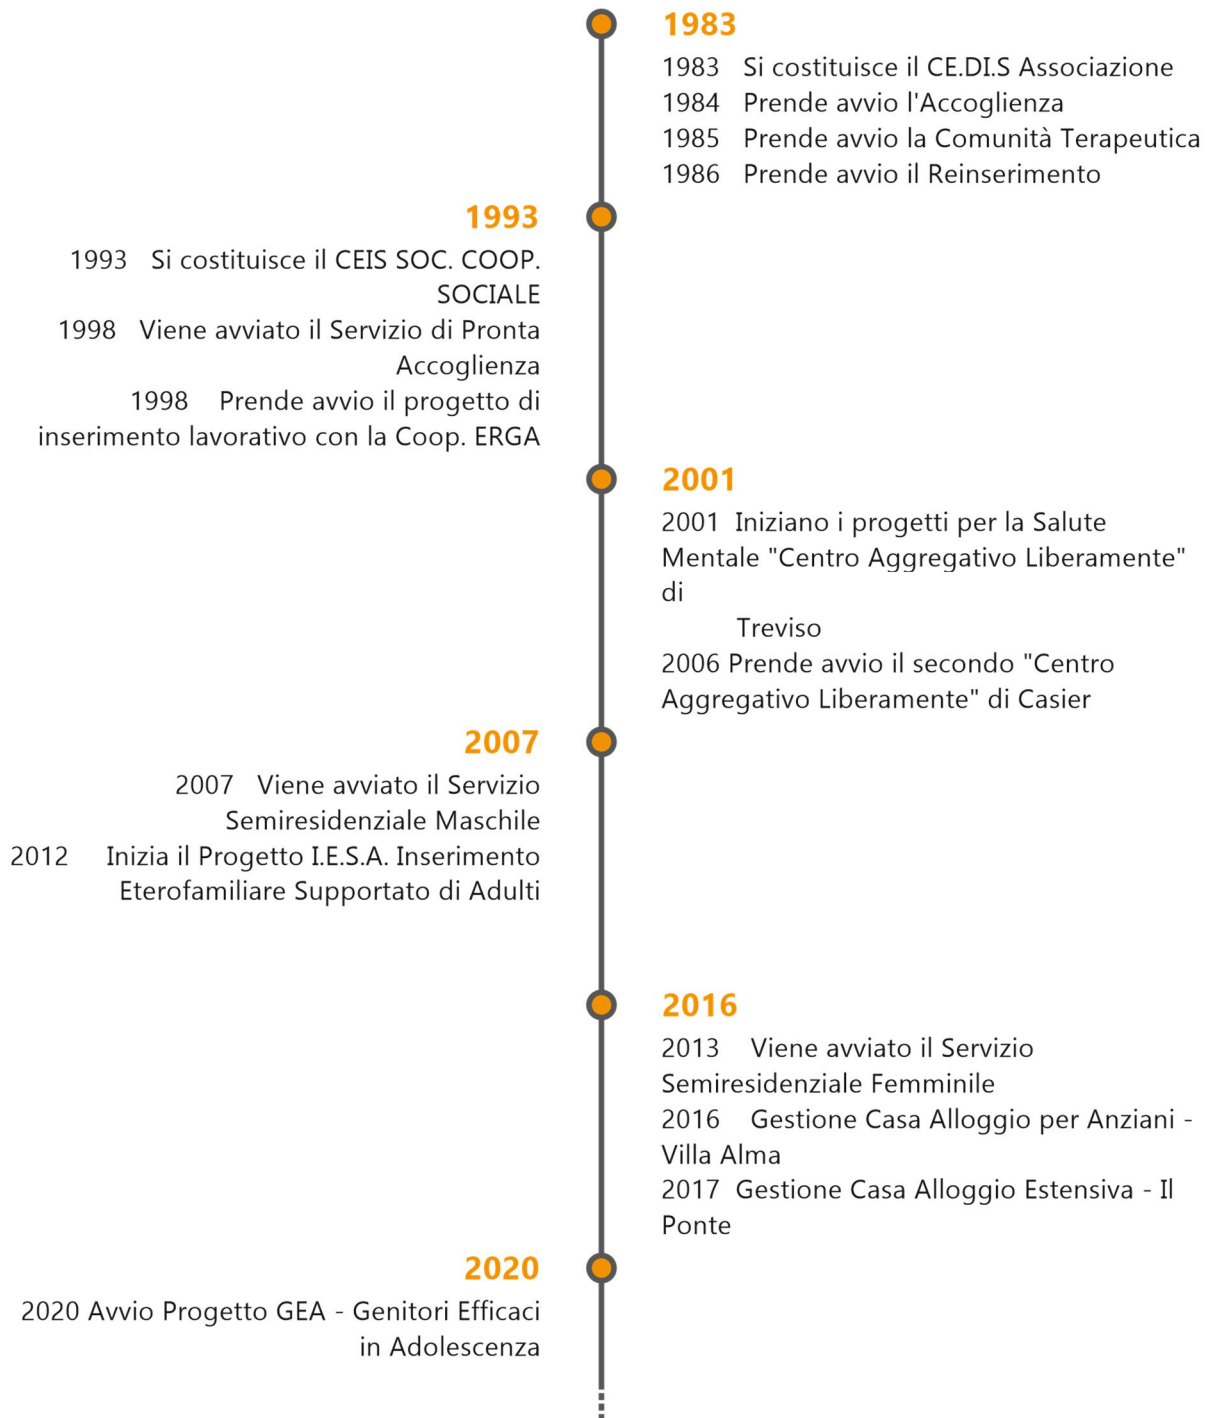 1983
1983 Si costituisce il CE.DI.S Associazione
1984 Prende avvio l'Accoglienza
1985 Prende avvio la Comunità Terapeutica
1986 Prende avvio il Reinserimento
1993
1993 Si costituisce il CEIS SOC. COOP.
SOCIALE
1998 Viene avviato il Servizio di Pronta
Accoglienza
1998 Prende avvio il progetto di
inserimento lavorativo con la Coop. ERGA
2001
2001 Iniziano i progetti per la Salute
Mentale "Centro Aggregativo Liberamente"
di
Treviso
2006 Prende avvio il secondo "Centro
Aggregativo Liberamente" di Casier
2007
2007 Viene avviato il Servizio
Semiresidenziale Maschile
2012 Inizia il Progetto I.E.S.A. Inserimento
Eterofamiliare Supportato di Adulti
2016
2013 Viene avviato il Servizio
Semiresidenziale Femminile
2016 Gestione Casa Alloggio per Anziani -
Villa Alma
2017 Gestione Casa Alloggio Estensiva - Il
Ponte
2020
2020 Avvio Progetto GEA - Genitori Efficaci
in Adolescenza